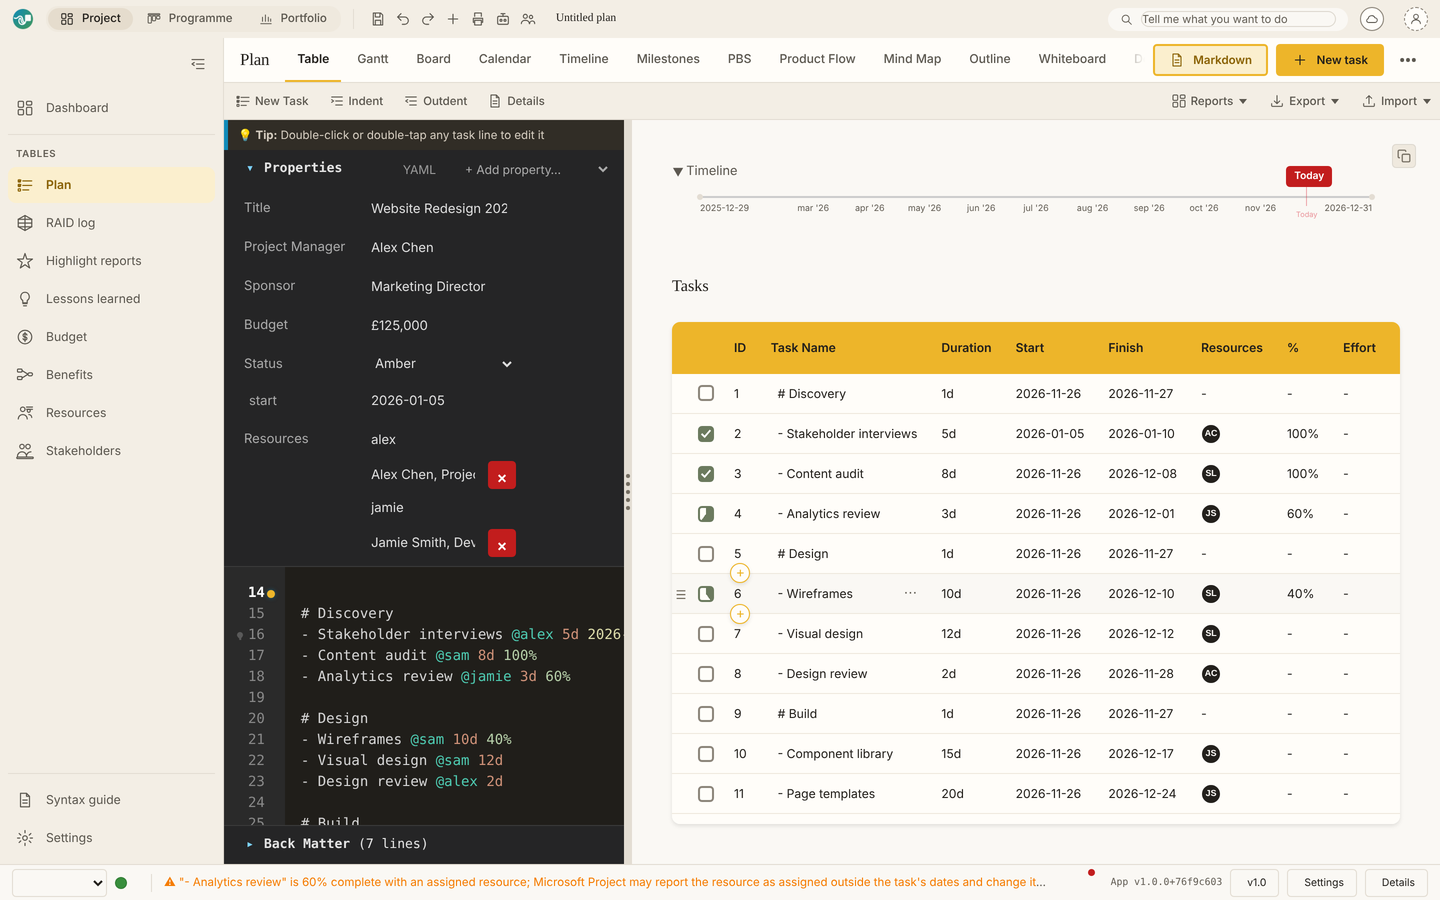 Project
Programme
Portfolio
Untitled plan
Tell me what you want to do
Plan
Table
Gantt
Board
Calendar
Timeline
Milestones
PBS
Product Flow
Mind Map
Outline
Whiteboard
D
Markdown
New task
New Task
Indent
Outdent
Details
Reports
Export
Import
Dashboard
TABLES
Plan
RAID log
Highlight reports
Lessons learned
Budget
Benefits
Resources
Stakeholders
Syntax guide
Settings
Tip: Double-click or double-tap any task line to edit it
Properties YAML + Add property...
Title Website Redesign 202
Project Manager Alex Chen
Sponsor Marketing Director
Budget £125,000
Status Amber
start 2026-01-05
Resources alex
Alex Chen, Projec
jamie
Jamie Smith, Dev
14
15 # Discovery
16 - Stakeholder interviews @alex 5d 2026-
17 - Content audit @sam 8d 100%
18 - Analytics review @jamie 3d 60%
19
20 # Design
21 - Wireframes @sam 10d 40%
22 - Visual design @sam 12d
23 - Design review @alex 2d
24
25 # Build
Back Matter (7 lines)
Timeline
Today
2025-12-29 mar '26 apr '26 may '26 jun '26 jul '26 aug '26 sep '26 oct '26 nov '26 Today 2026-12-31
Tasks
ID Task Name Duration Start Finish Resources % Effort
1 # Discovery 1d 2026-11-26 2026-11-27 - - -
2 - Stakeholder interviews 5d 2026-01-05 2026-01-10 AC 100% -
3 - Content audit 8d 2026-11-26 2026-12-08 SL 100% -
4 - Analytics review 3d 2026-11-26 2026-12-01 JS 60% -
5 # Design 1d 2026-11-26 2026-11-27 - - -
6 - Wireframes ... 10d 2026-11-26 2026-12-10 SL 40% -
7 - Visual design 12d 2026-11-26 2026-12-12 SL - -
8 - Design review 2d 2026-11-26 2026-11-28 AC - -
9 # Build 1d 2026-11-26 2026-11-27 - - -
10 - Component library 15d 2026-11-26 2026-12-17 JS - -
11 - Page templates 20d 2026-11-26 2026-12-24 JS - -
"- Analytics review" is 60% complete with an assigned resource; Microsoft Project may report the resource as assigned outside the task's dates and change it...
App v1.0.0+76f9c603
v1.0
Settings
Details